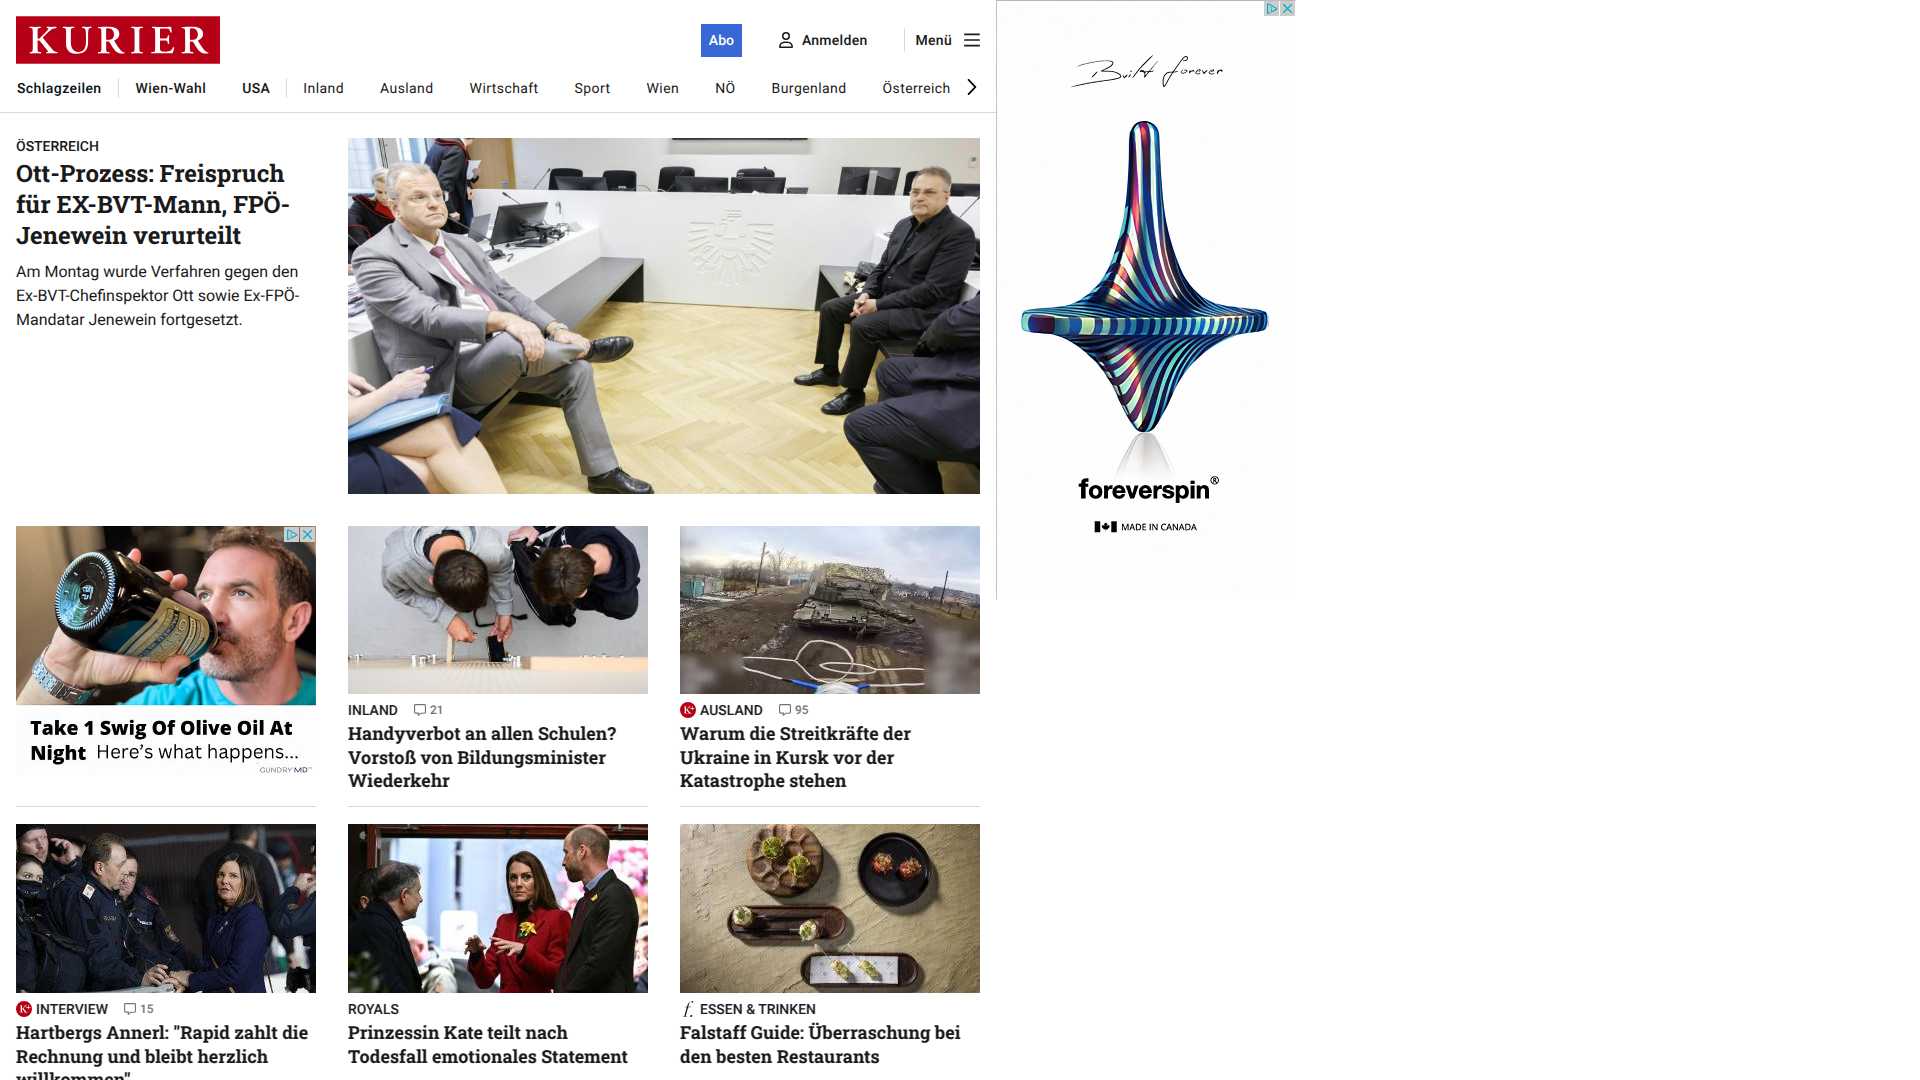 KURIER
Abo
Anmelden
Menü
Schlagzeilen
Wien-Wahl
USA
Inland
Ausland
Wirtschaft
Sport
Wien
NÖ
Burgenland
Österreich
ÖSTERREICH
Ott-Prozess: Freispruch
für EX-BVT-Mann, FPÖ-
Jenewein verurteilt
Am Montag wurde Verfahren gegen den
Ex-BVT-Chefinspektor Ott sowie Ex-FPÖ-
Mandatar Jenewein fortgesetzt.
Built forever
foreverspin®
MADE IN CANADA
Take 1 Swig Of Olive Oil At
Night Here's what happens...
GUNDRY MD™
INLAND 21
Handyverbot an allen Schulen?
Vorstoß von Bildungsminister
Wiederkehr
K+ AUSLAND 95
Warum die Streitkräfte der
Ukraine in Kursk vor der
Katastrophe stehen
K+ INTERVIEW 15
Hartbergs Annerl: "Rapid zahlt die
Rechnung und bleibt herzlich
willkommen"
ROYALS
Prinzessin Kate teilt nach
Todesfall emotionales Statement
f. ESSEN & TRINKEN
Falstaff Guide: Überraschung bei
den besten Restaurants